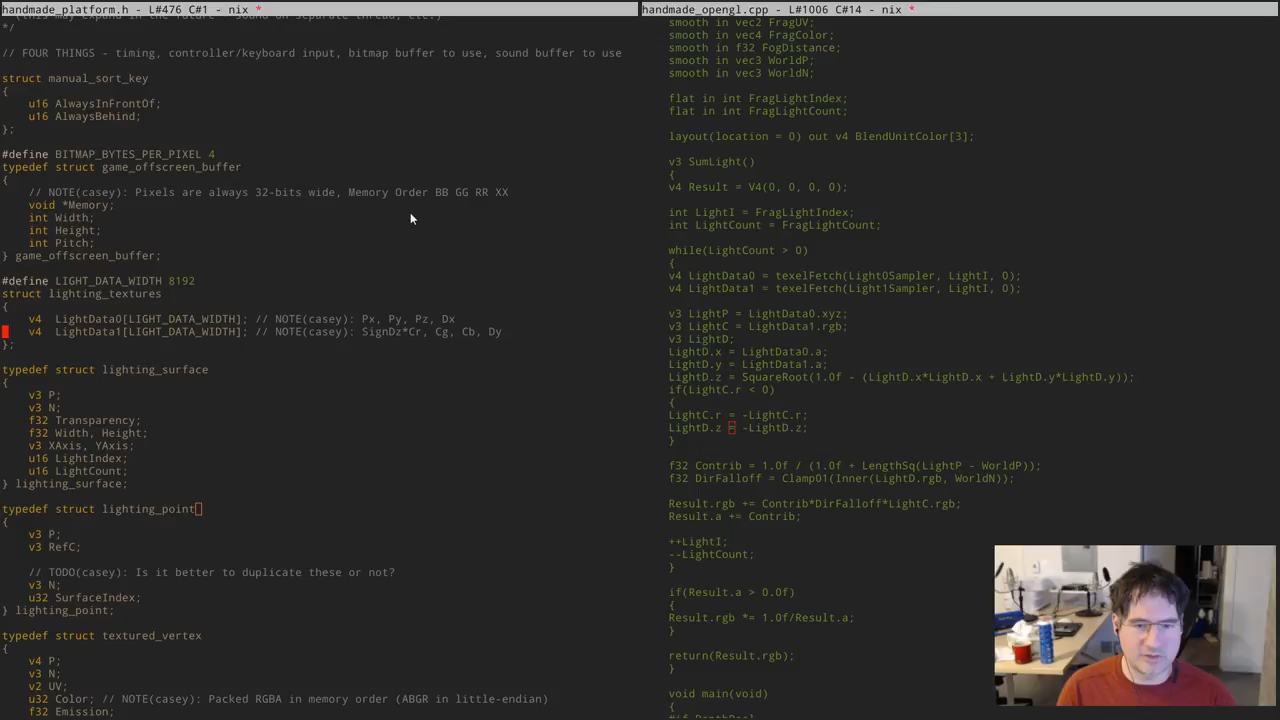 handmade_platform.h - L#476 C#1 - nix *
(this may expand in the future - sound on separate thread, etc.)
*/
// FOUR THINGS - timing, controller/keyboard input, bitmap buffer to use, sound buffer to use
struct manual_sort_key
{
u16 AlwaysInFrontOf;
u16 AlwaysBehind;
};
#define BITMAP_BYTES_PER_PIXEL 4
typedef struct game_offscreen_buffer
{
// NOTE(casey): Pixels are always 32-bits wide, Memory Order BB GG RR XX
void *Memory;
int Width;
int Height;
int Pitch;
} game_offscreen_buffer;
#define LIGHT_DATA_WIDTH 8192
struct lighting_textures
{
v4  LightData0[LIGHT_DATA_WIDTH]; // NOTE(casey): Px, Py, Pz, Dx
v4  LightData1[LIGHT_DATA_WIDTH]; // NOTE(casey): SignDz*Cr, Cg, Cb, Dy
};
typedef struct lighting_surface
{
v3 P;
v3 N;
f32 Transparency;
f32 Width, Height;
v3 XAxis, YAxis;
u16 LightIndex;
u16 LightCount;
} lighting_surface;
typedef struct lighting_point
{
v3 P;
v3 RefC;
// TODO(casey): Is it better to duplicate these or not?
v3 N;
u32 SurfaceIndex;
} lighting_point;
typedef struct textured_vertex
{
v4 P;
v3 N;
v2 UV;
u32 Color; // NOTE(casey): Packed RGBA in memory order (ABGR in little-endian)
f32 Emission;
handmade_opengl.cpp - L#1006 C#14 - nix *
smooth in vec2 FragUV;
smooth in vec4 FragColor;
smooth in f32 FogDistance;
smooth in vec3 WorldP;
smooth in vec3 WorldN;
flat in int FragLightIndex;
flat in int FragLightCount;
layout(location = 0) out v4 BlendUnitColor[3];
v3 SumLight()
{
v4 Result = V4(0, 0, 0, 0);
int LightI = FragLightIndex;
int LightCount = FragLightCount;
while(LightCount > 0)
{
v4 LightData0 = texelFetch(Light0Sampler, LightI, 0);
v4 LightData1 = texelFetch(Light1Sampler, LightI, 0);
v3 LightP = LightData0.xyz;
v3 LightC = LightData1.rgb;
v3 LightD;
LightD.x = LightData0.a;
LightD.y = LightData1.a;
LightD.z = SquareRoot(1.0f - (LightD.x*LightD.x + LightD.y*LightD.y));
if(LightC.r < 0)
{
LightC.r = -LightC.r;
LightD.z = -LightD.z;
}
f32 Contrib = 1.0f / (1.0f + LengthSq(LightP - WorldP));
f32 DirFalloff = Clamp01(Inner(LightD.rgb, WorldN));
Result.rgb += Contrib*DirFalloff*LightC.rgb;
Result.a += Contrib;
++LightI;
--LightCount;
}
if(Result.a > 0.0f)
{
Result.rgb *= 1.0f/Result.a;
}
return(Result.rgb);
}
void main(void)
{